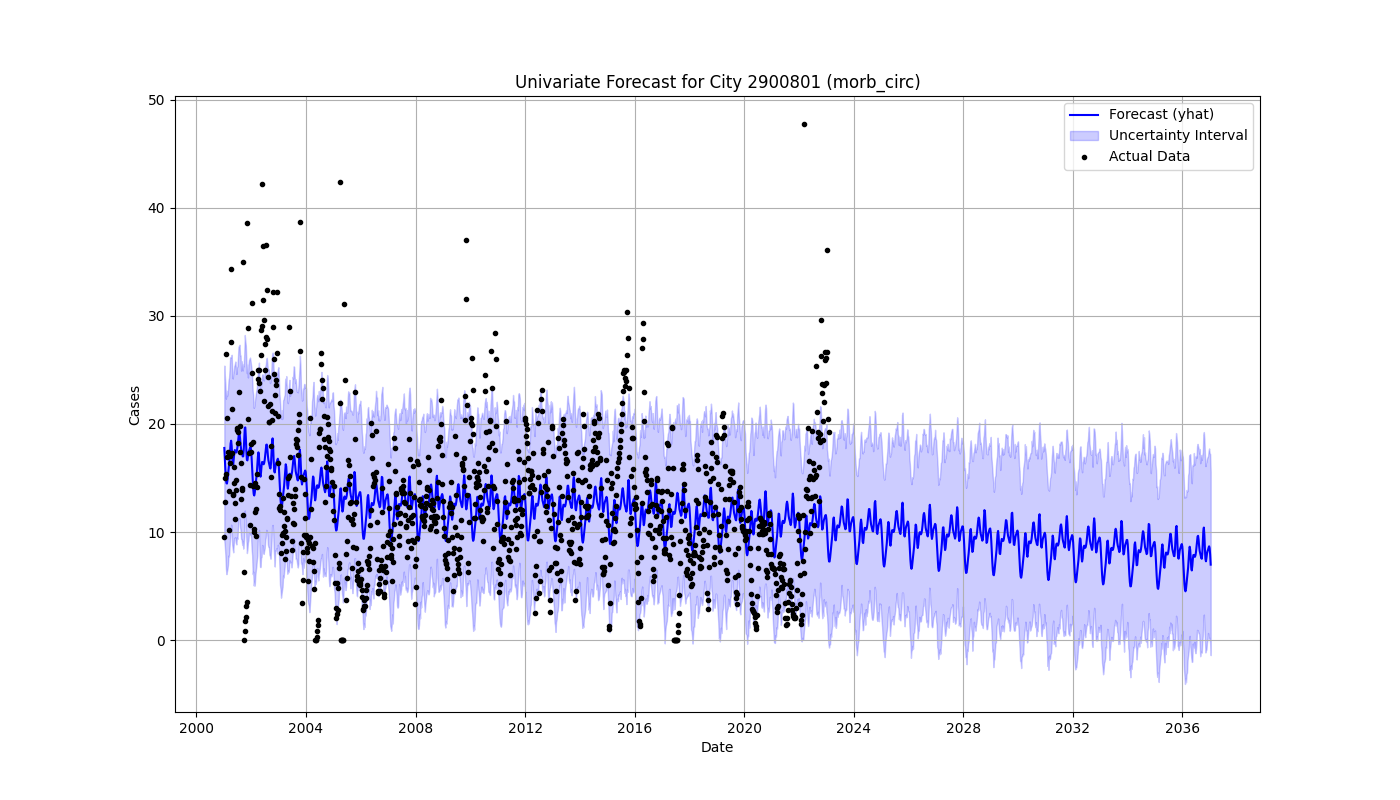 Univariate Forecast for City 2900801 (morb_circ)
Forecast (yhat)
Uncertainty Interval
Actual Data
Cases
50
40
30
20
10
0
2000 2004 2008 2012 2016 2020 2024 2028 2032 2036
Date